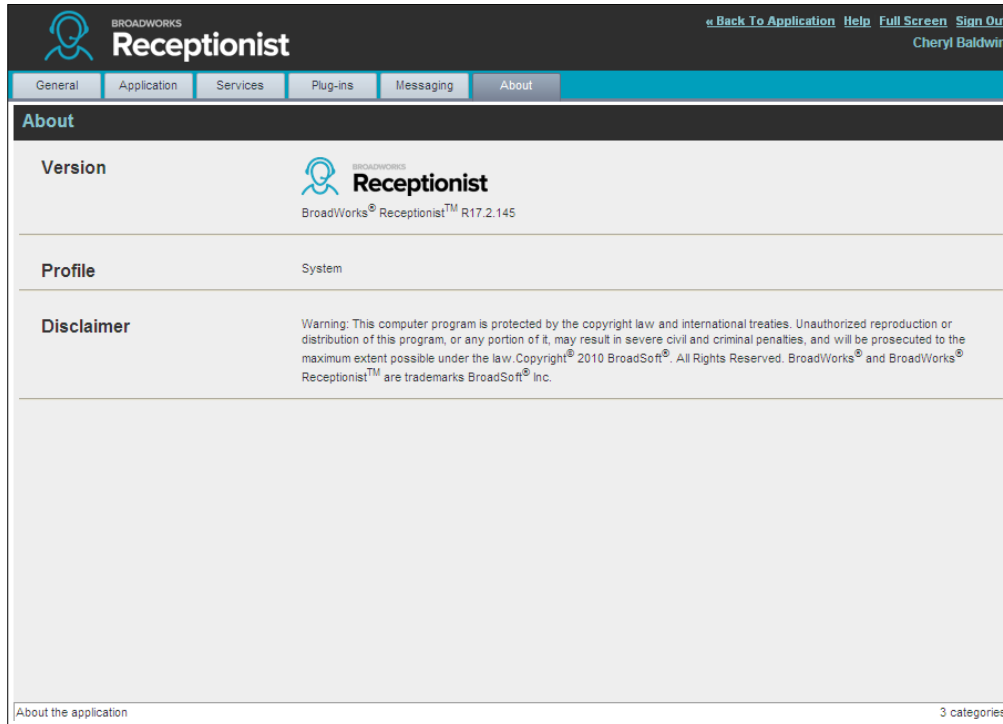 BROADWORKS
Receptionist
« Back To Application Help Full Screen Sign Out
Cheryl Baldwin
General Application Services Plug-ins Messaging About
About
Version
BROADWORKS
Receptionist
BroadWorks® Receptionist™ R17.2.145
Profile
System
Disclaimer
Warning: This computer program is protected by the copyright law and international treaties. Unauthorized reproduction or
distribution of this program, or any portion of it, may result in severe civil and criminal penalties, and will be prosecuted to the
maximum extent possible under the law.Copyright® 2010 BroadSoft®. All Rights Reserved. BroadWorks® and BroadWorks®
Receptionist™ are trademarks BroadSoft® Inc.
About the application
3 categories